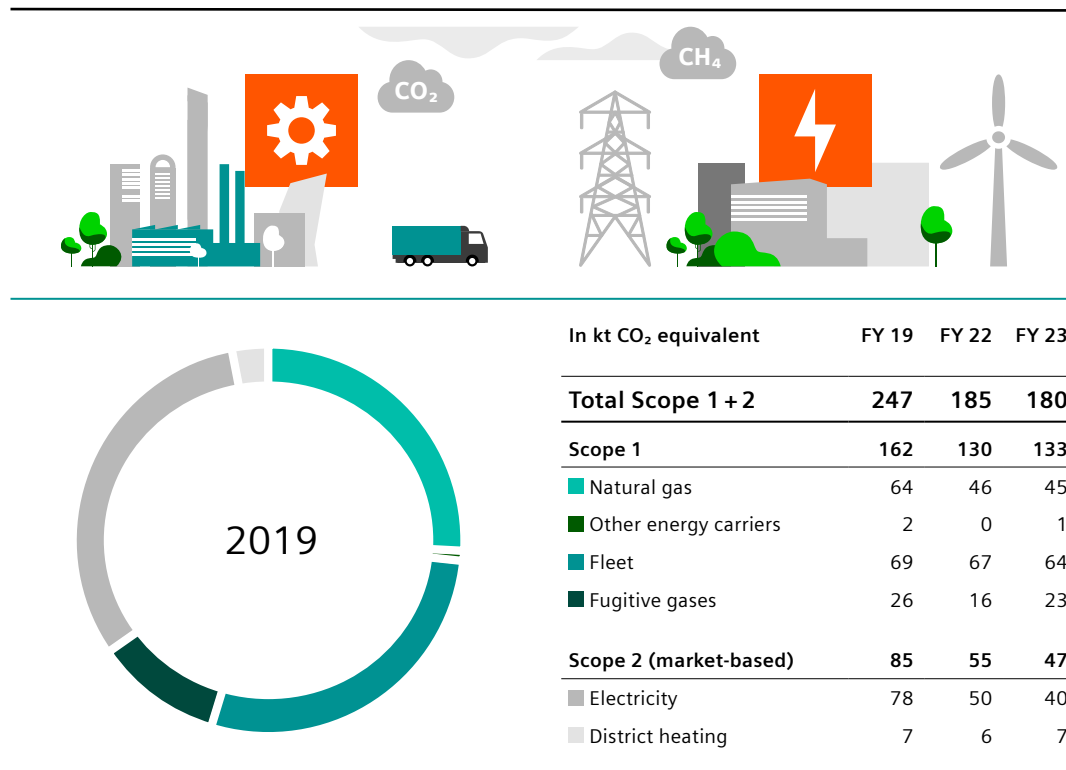 CO₂
CH₄
2019
In kt CO₂ equivalent FY 19 FY 22 FY 23
Total Scope 1 + 2 247 185 180
Scope 1 162 130 133
Natural gas 64 46 45
Other energy carriers 2 0 1
Fleet 69 67 64
Fugitive gases 26 16 23
Scope 2 (market-based) 85 55 47
Electricity 78 50 40
District heating 7 6 7